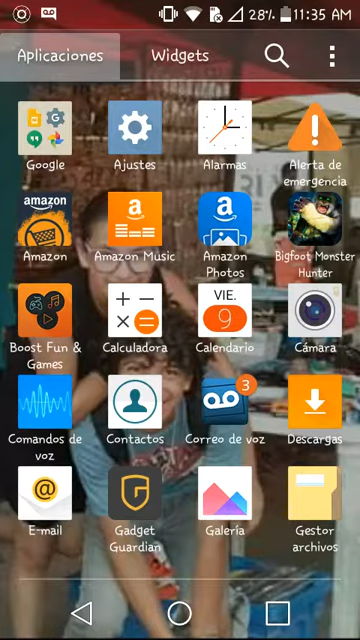 28% 11:35 AM
Aplicaciones Widgets
Google Ajustes Alarmas Alerta de emergencia
amazon a a
Amazon Amazon Music Amazon Photos Bigfoot Monster Hunter
VIE.
9
Boost Fun & Games Calculadora Calendario Cámara
3
Comandos de voz Contactos Correo de voz Descargas
@
E-mail Gadget Guardian Galería Gestor archivos